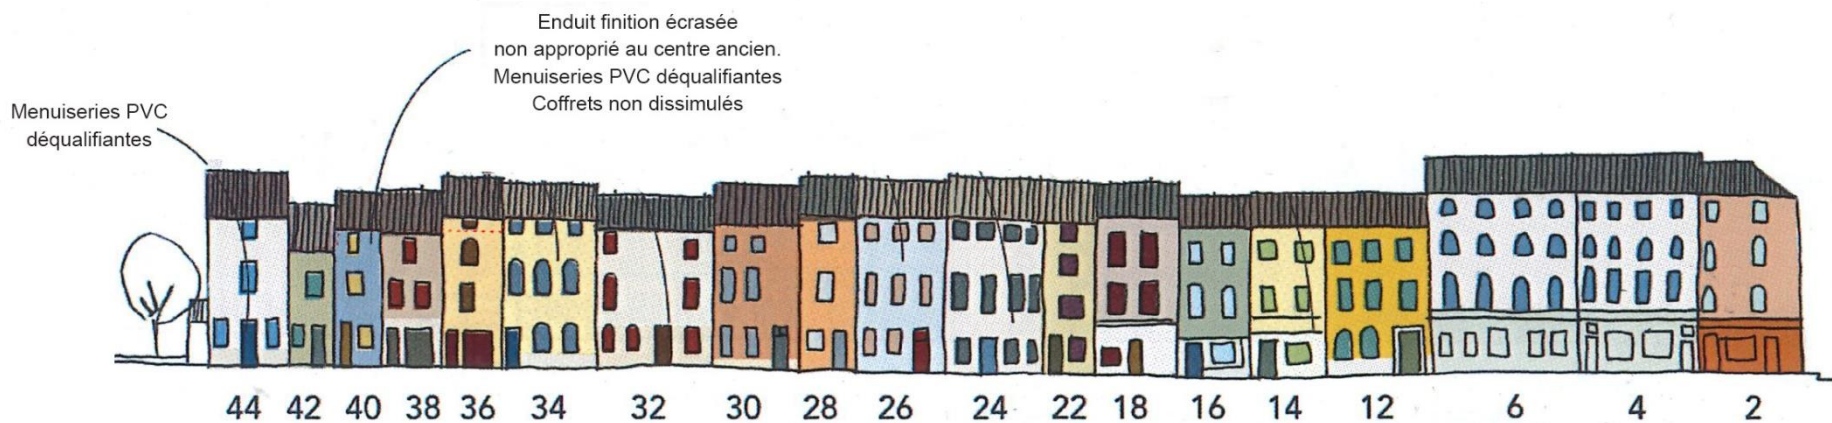 Enduit finition écrasée
non approprié au centre ancien.
Menuiseries PVC déqualifiantes
Coffrets non dissimulés
Menuiseries PVC
déqualifiantes
44 42 40 38 36 34 32 30 28 26 24 22 18 16 14 12 6 4 2